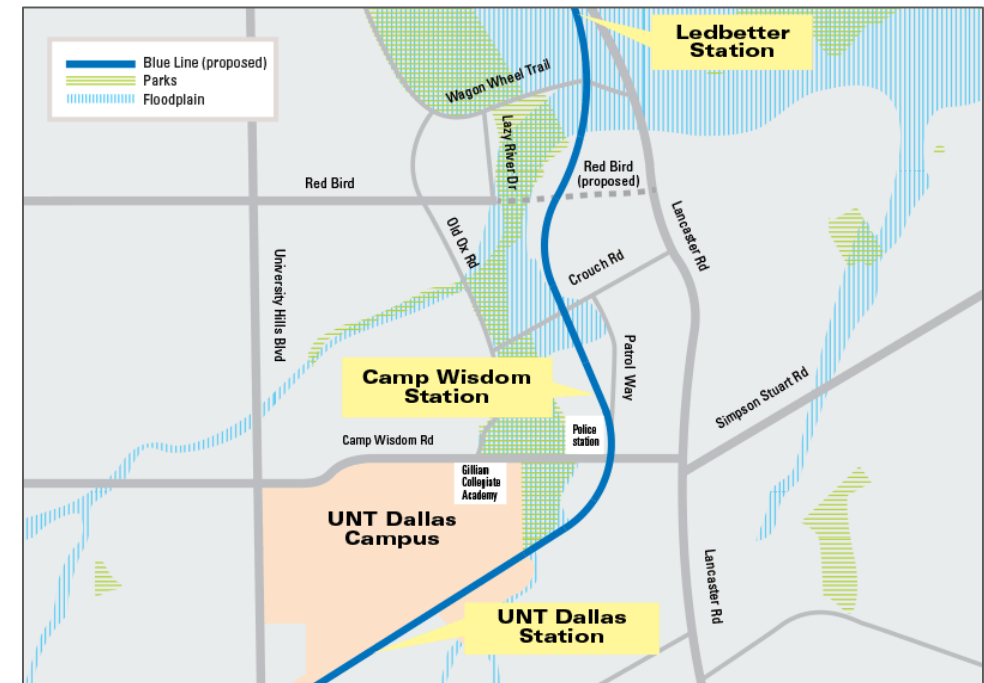 Ledbetter
Station
Blue Line (proposed)
Parks
Floodplain
Wagon Wheel Trail
Lazy River Dr
Red Bird
Red Bird
(proposed)
Old Ox Rd
Lancaster Rd
University Hills Blvd
Crouch Rd
Patrol Way
Camp Wisdom
Station
Simpson Stuart Rd
Camp Wisdom Rd
Police
station
Gillian
Collegiate
Academy
UNT Dallas
Campus
Lancaster Rd
UNT Dallas
Station